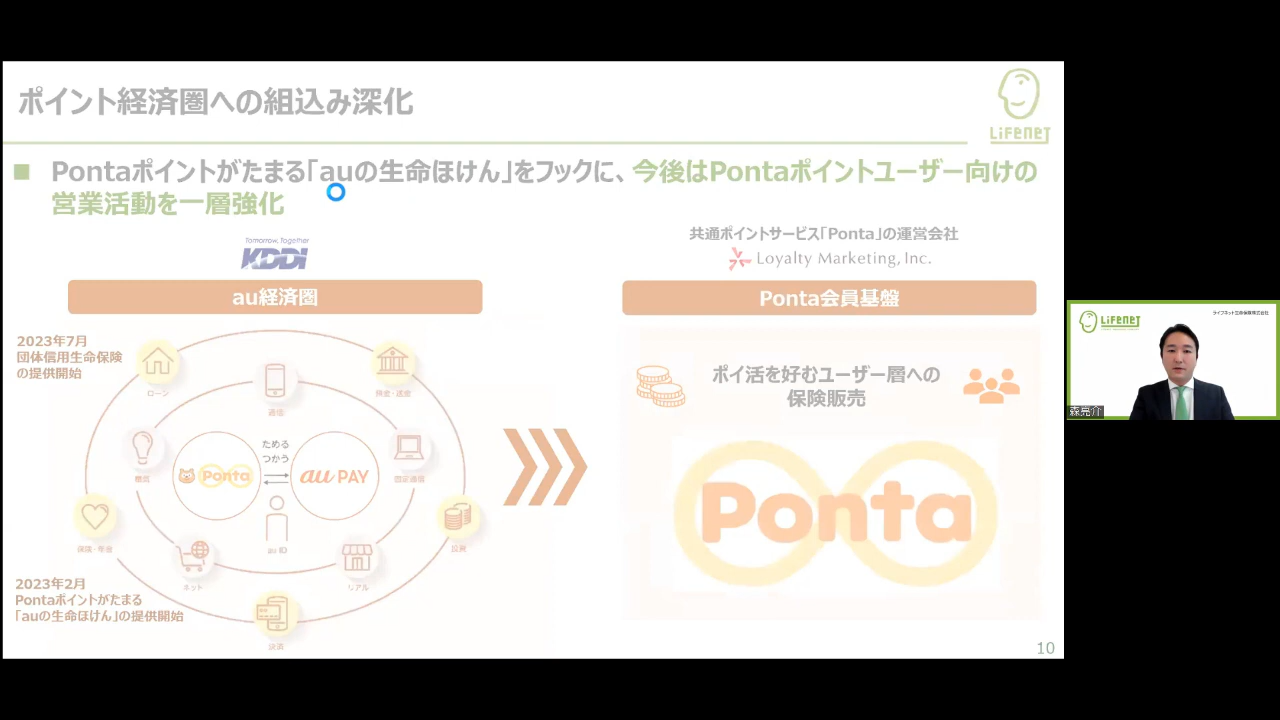 ポイント経済圏への組込み深化
LIFENET
■ Pontaポイントがたまる「auの生命ほけん」をフックに、今後はPontaポイントユーザー向けの
営業活動を一層強化
Tomorrow, Together
KDDI
共通ポイントサービス「Ponta」の運営会社
Loyalty Marketing, Inc.
au経済圏
Ponta会員基盤
2023年7月
団体信用生命保険
の提供開始
ローン
預金・送金
通信
ためる
つかう
Ponta
au PAY
電気
固定通信
au ID
保険・年金
投資
ネット
リアル
決済
2023年2月
Pontaポイントがたまる
「auの生命ほけん」の提供開始
ポイ活を好むユーザー層への
保険販売
Ponta
10
LIFENET
ライフネット生命保険株式会社
森亮介